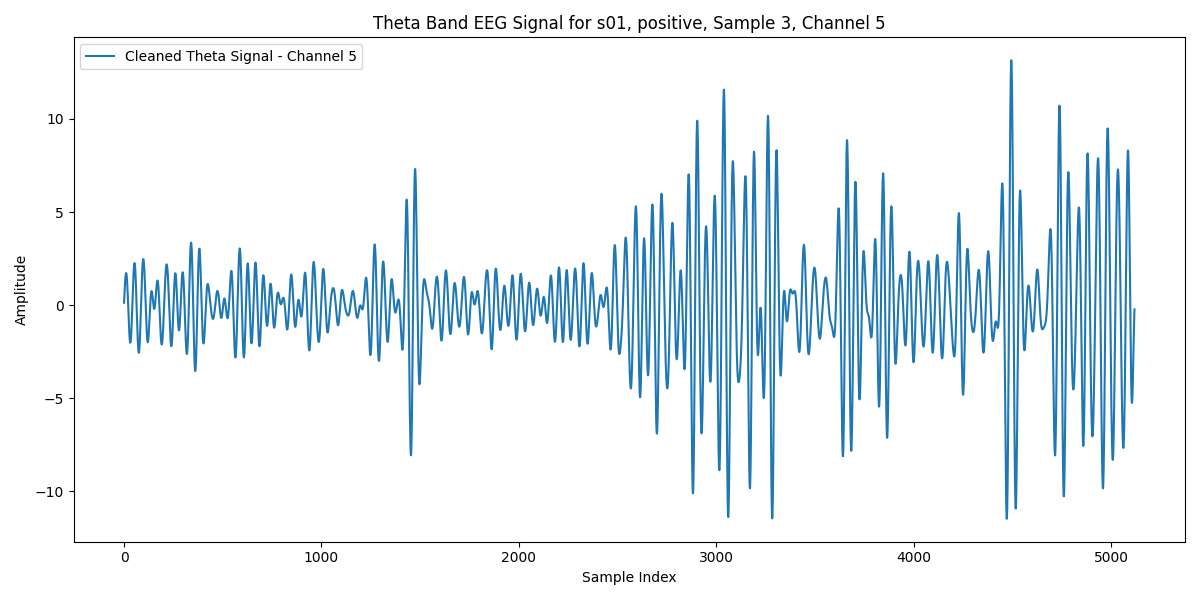 Theta Band EEG Signal for s01, positive, Sample 3, Channel 5
Cleaned Theta Signal - Channel 5
10
5
0
−5
−10
Amplitude
0 1000 2000 3000 4000 5000
Sample Index